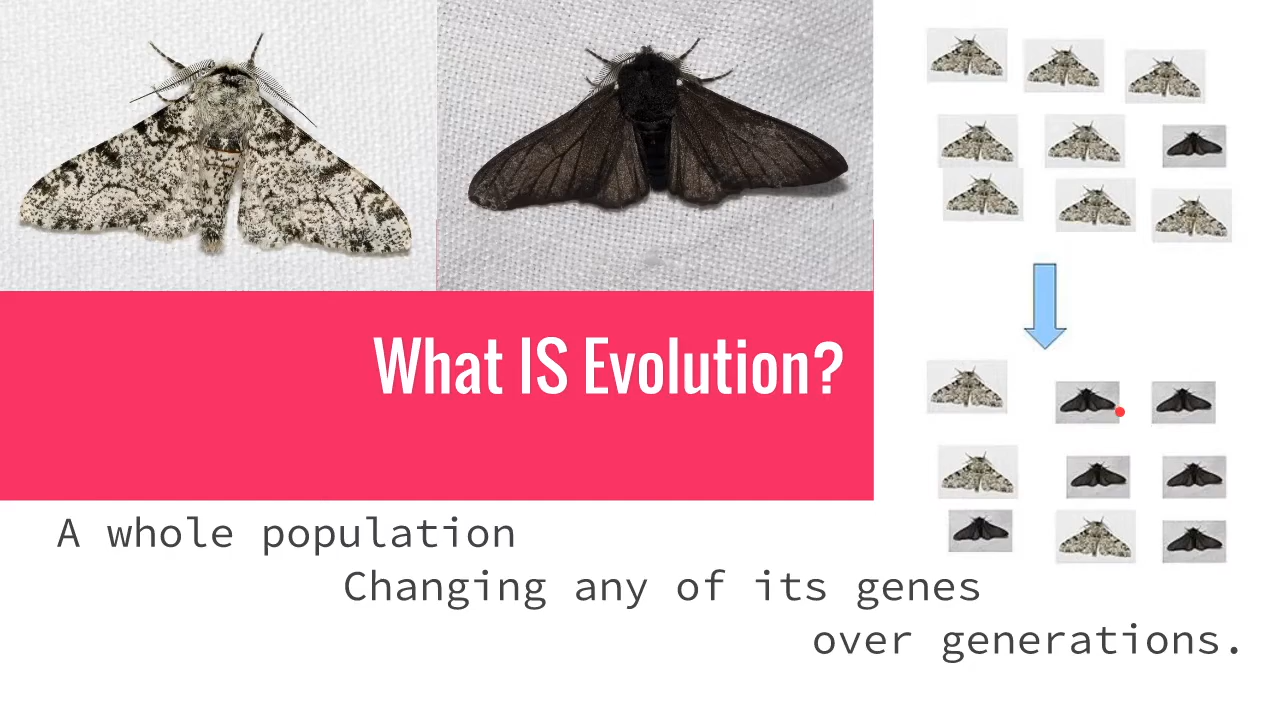 What IS Evolution?
A whole population
Changing any of its genes
over generations.